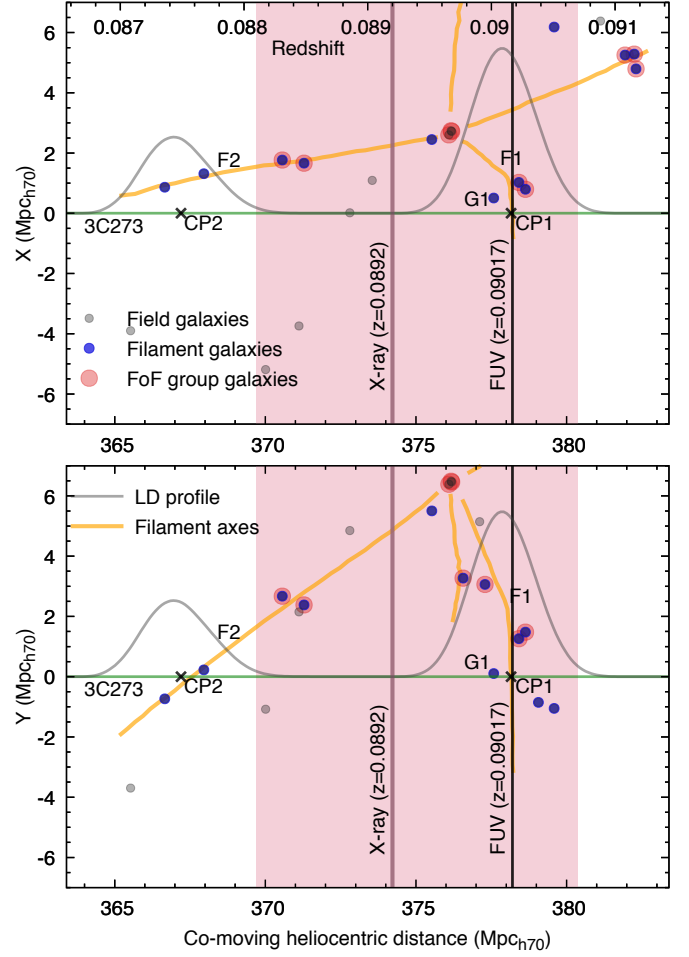 0.087 0.088 0.089 0.09 0.091
Redshift
6
4
2
0
-2
-4
-6
X (Mpc_h70)
F2
F1
G1
3C273
CP2
CP1
X-ray (z=0.0892)
FUV (z=0.09017)
Field galaxies
Filament galaxies
FoF group galaxies
365 370 375 380
6
4
2
0
-2
-4
-6
Y (Mpc_h70)
LD profile
Filament axes
F2
F1
G1
3C273
CP2
CP1
X-ray (z=0.0892)
FUV (z=0.09017)
365 370 375 380
Co-moving heliocentric distance (Mpc_h70)